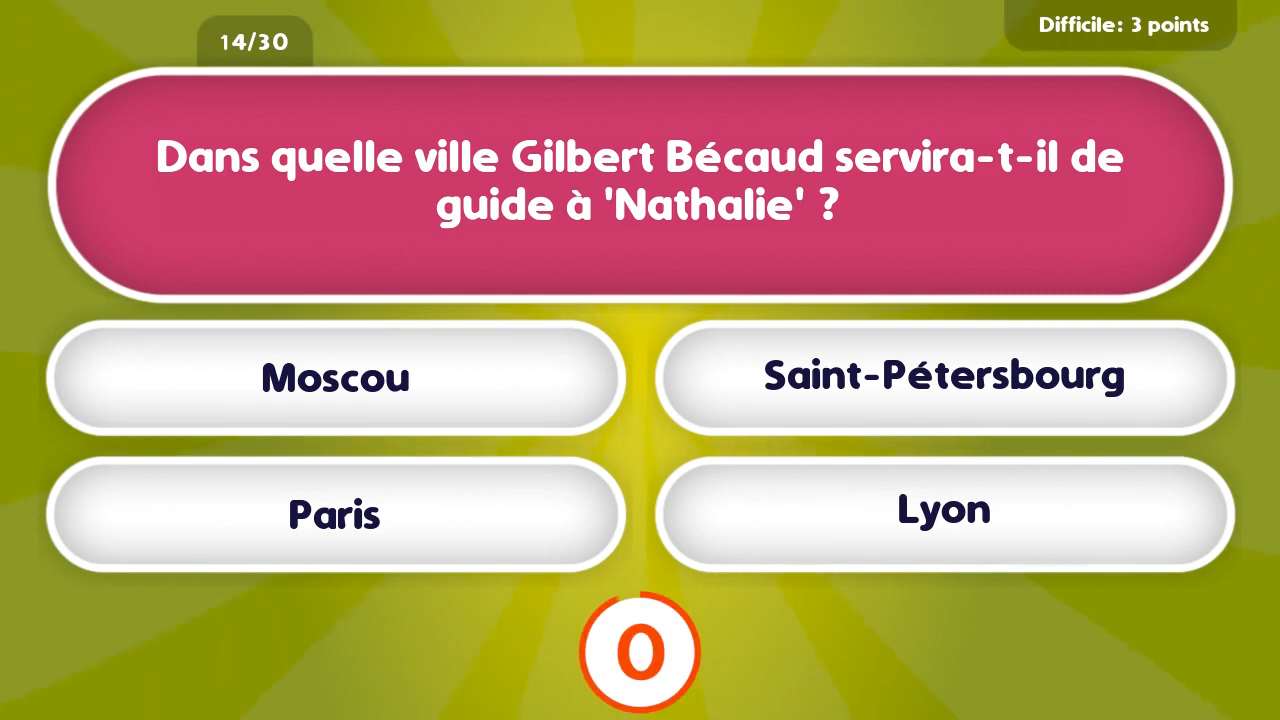 14/30
Difficile: 3 points
Dans quelle ville Gilbert Bécaud servira-t-il de
guide à 'Nathalie' ?
Moscou
Saint-Pétersbourg
Paris
Lyon
0